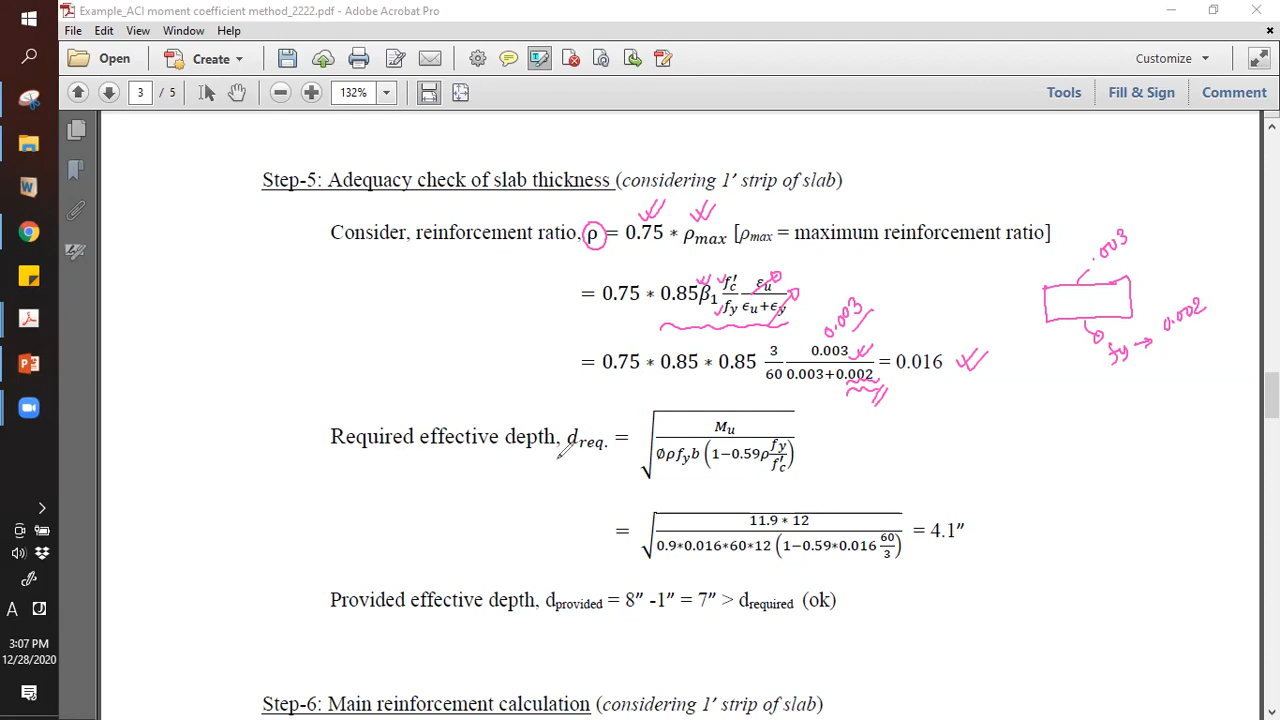 Example_ACI moment coefficient method_2222.pdf - Adobe Acrobat Pro
File Edit View Window Help
Open Create Customize
3 / 5 132% Tools Fill & Sign Comment
Step-5: Adequacy check of slab thickness (considering 1′ strip of slab)
Consider, reinforcement ratio, ρ = 0.75 * ρmax [ρmax = maximum reinforcement ratio]
.003
= 0.75 * 0.85β1 f′c/fy εu/(εu+εy)
0.003
fy → 0.002
= 0.75 * 0.85 * 0.85 3/60 0.003/(0.003+0.002) = 0.016
Required effective depth, dreq. = √(Mu/(∅ρfyb(1−0.59ρ fy/f′c)))
= √(11.9 * 12/(0.9*0.016*60*12(1−0.59*0.016 60/3))) = 4.1″
Provided effective depth, dprovided = 8″ -1″ = 7″ > drequired (ok)
Step-6: Main reinforcement calculation (considering 1′ strip of slab)
A
3:07 PM
12/28/2020